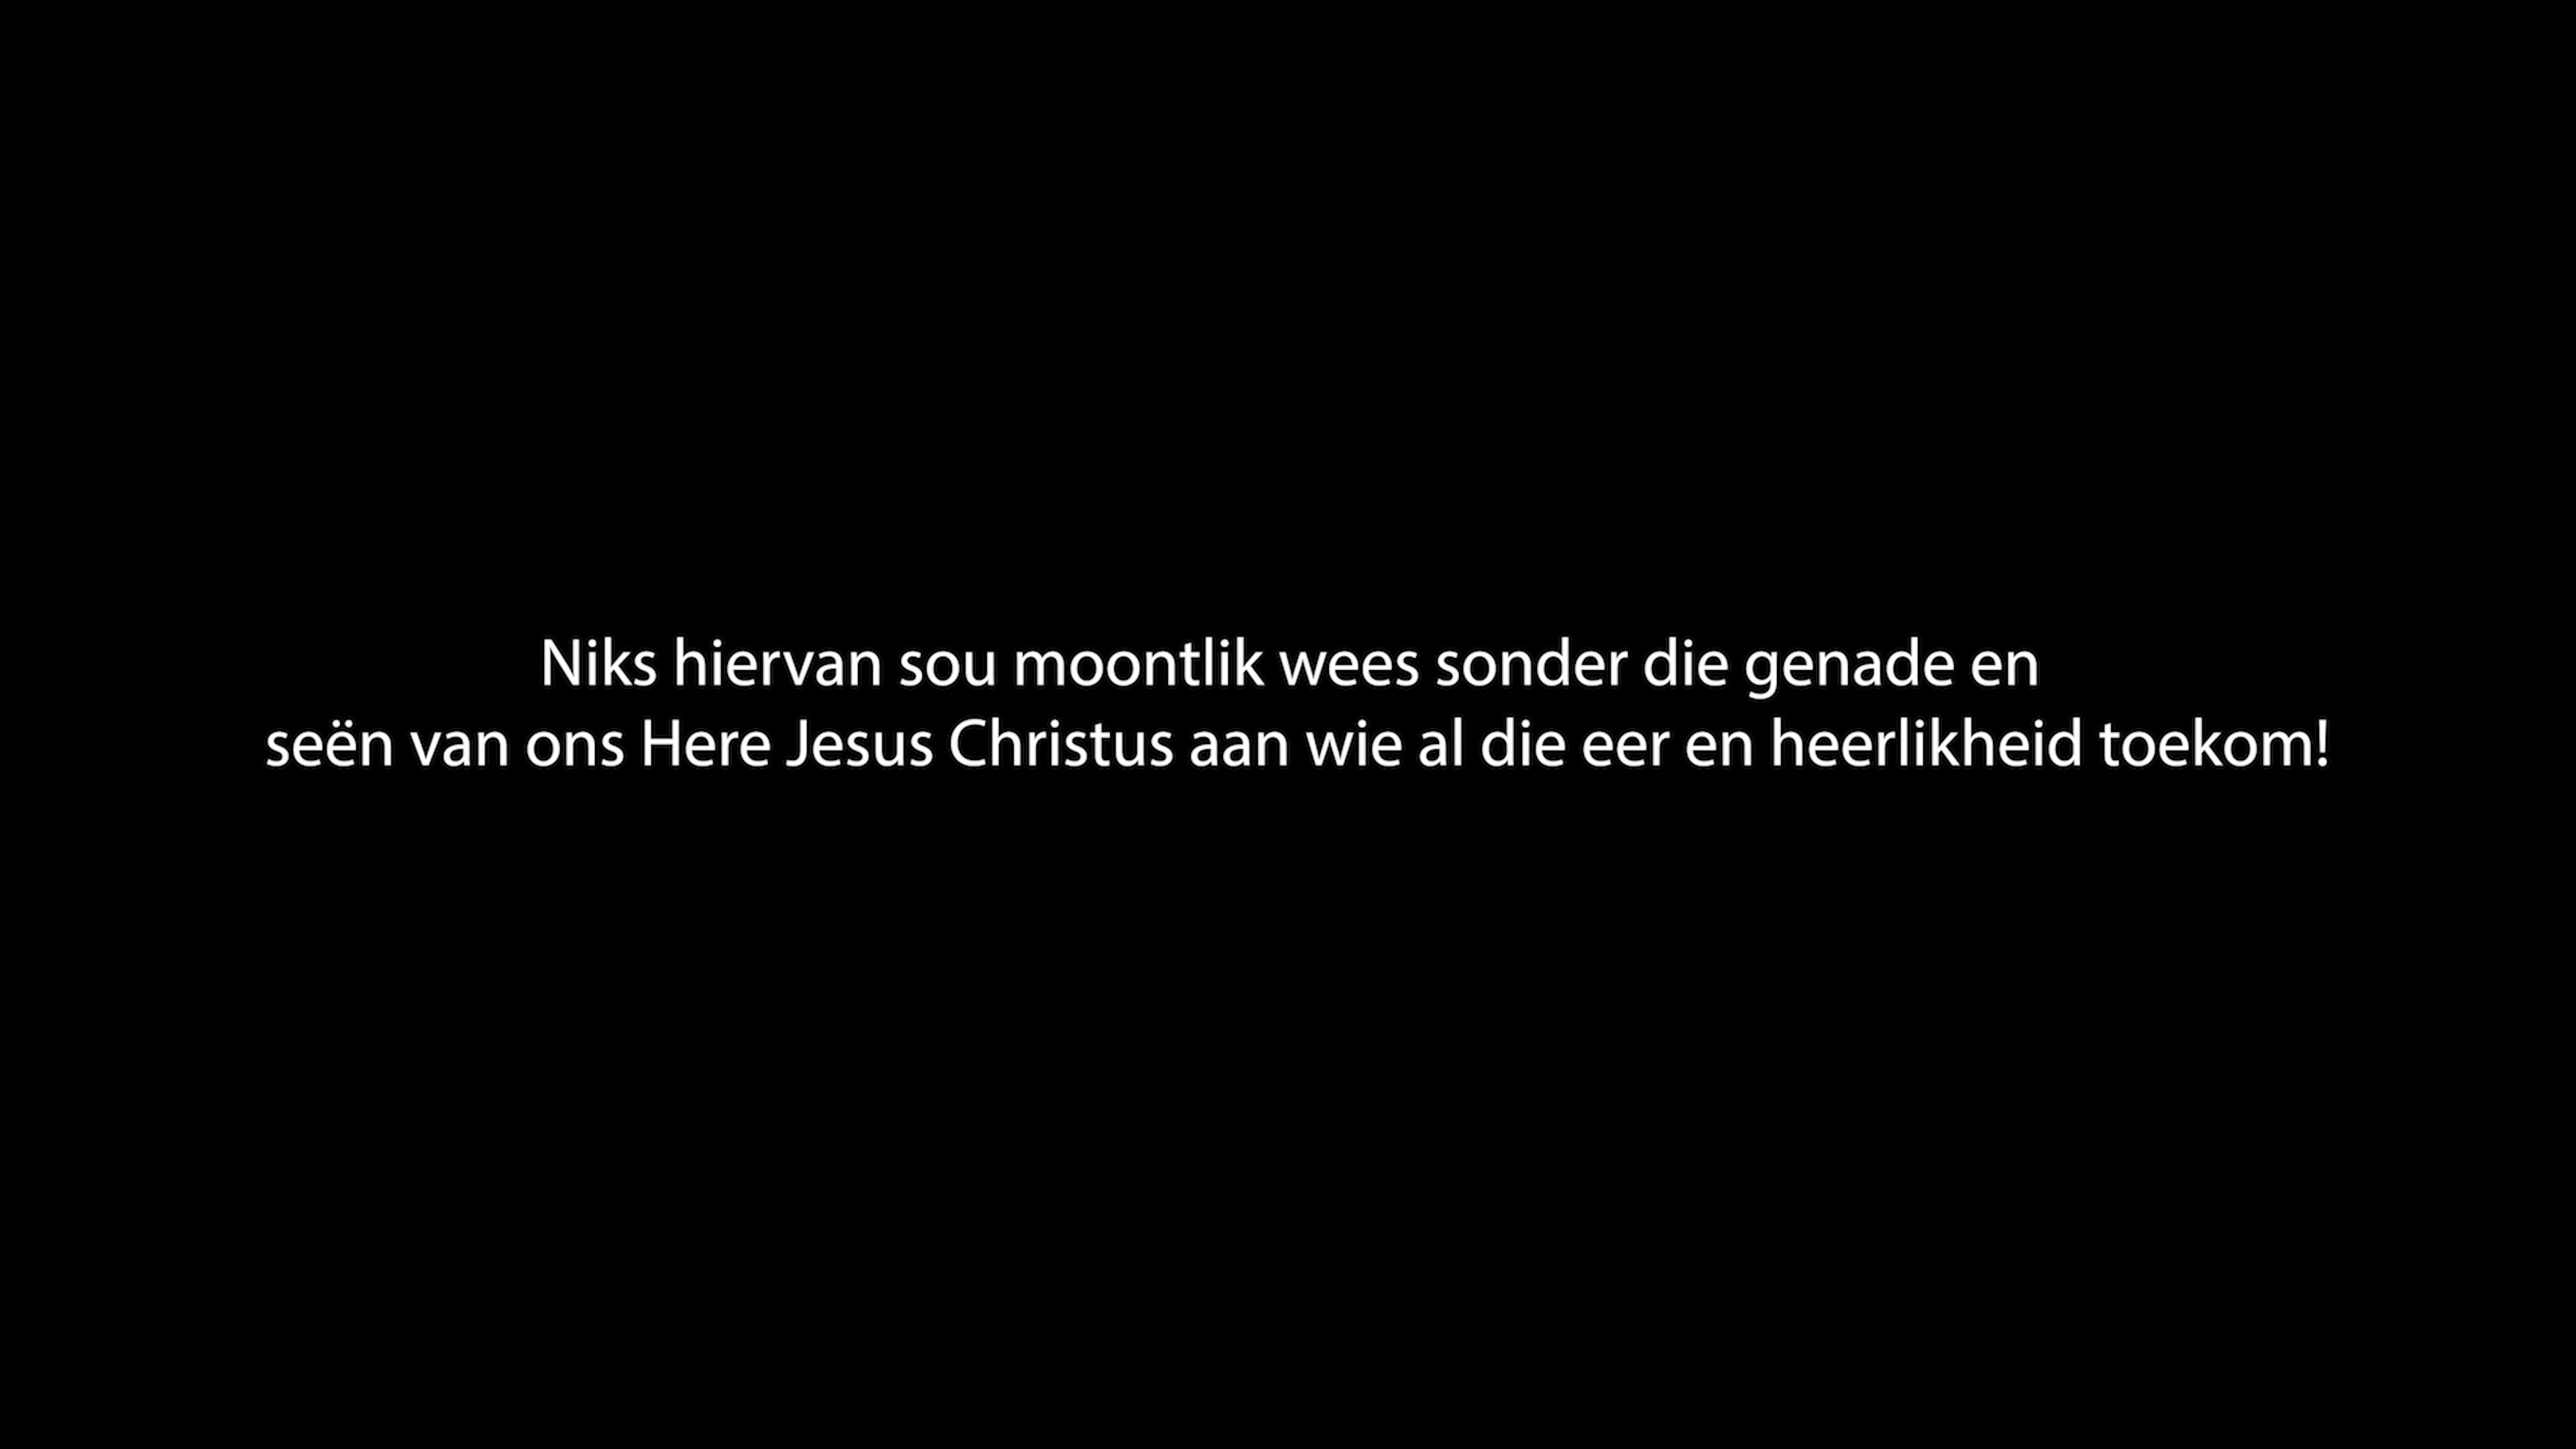 Niks hiervan sou moontlik wees sonder die genade en
seën van ons Here Jesus Christus aan wie al die eer en heerlikheid toekom!